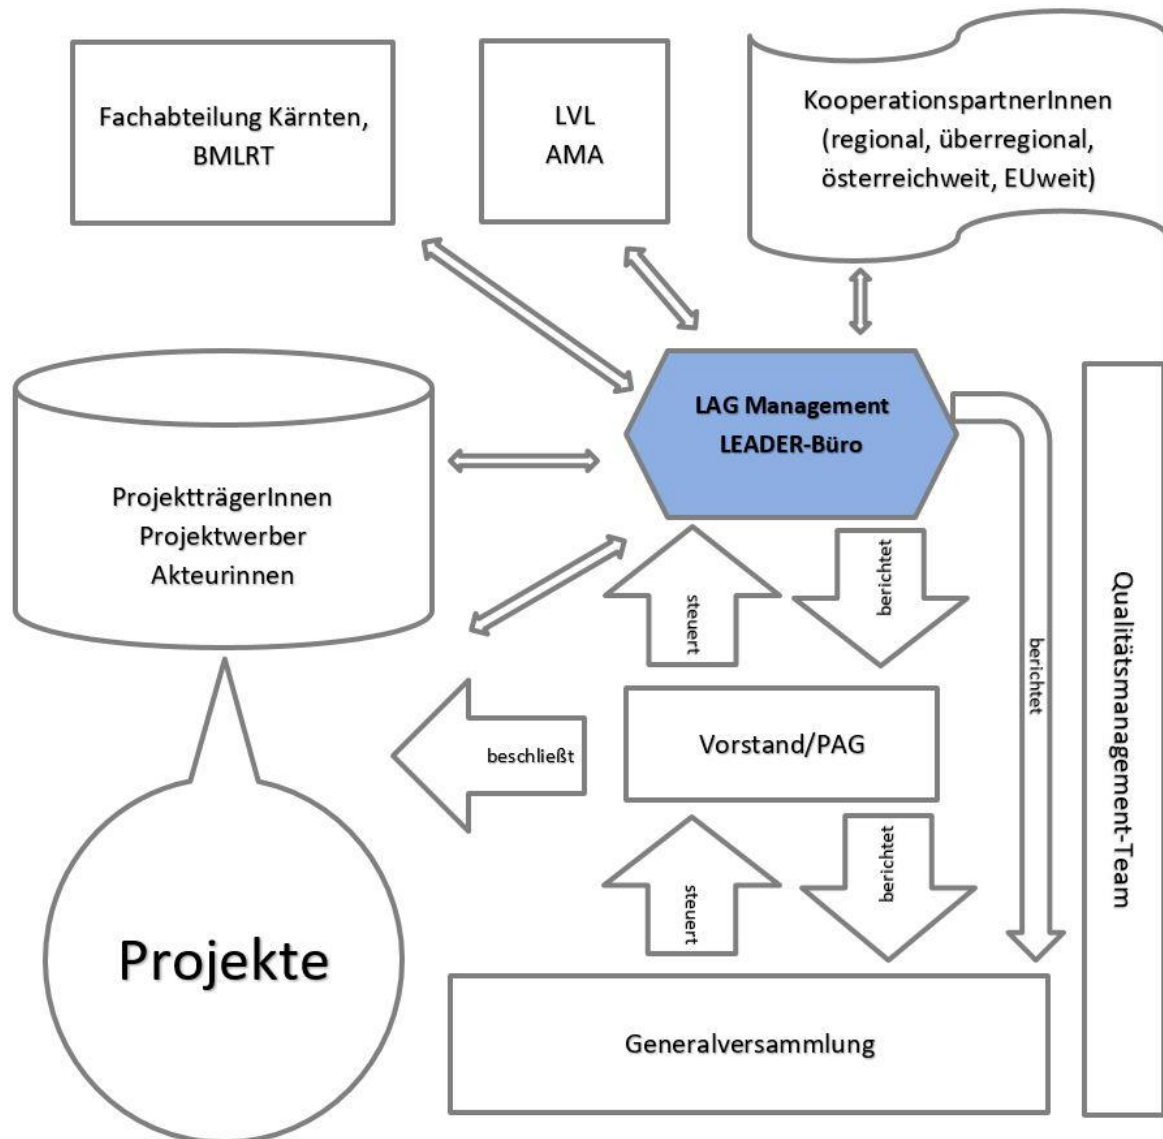 Fachabteilung Kärnten,
BMLRT
LVL
AMA
KooperationspartnerInnen
(regional, überregional,
österreichweit, EUweit)
LAG Management
LEADER-Büro
ProjektträgerInnen
Projektwerber
Akteurinnen
steuert
berichtet
berichtet
Qualitätsmanagement-Team
Vorstand/PAG
beschließt
steuert
berichtet
Projekte
Generalversammlung